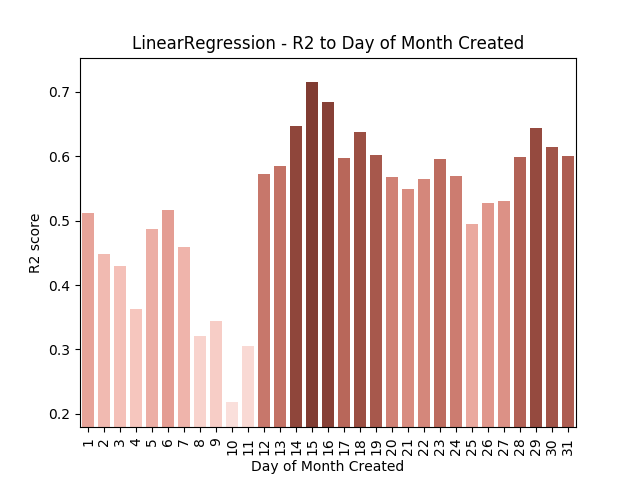 LinearRegression - R2 to Day of Month Created
0.7
0.6
0.5
0.4
0.3
0.2
R2 score
1 2 3 4 5 6 7 8 9 10 11 12 13 14 15 16 17 18 19 20 21 22 23 24 25 26 27 28 29 30 31
Day of Month Created